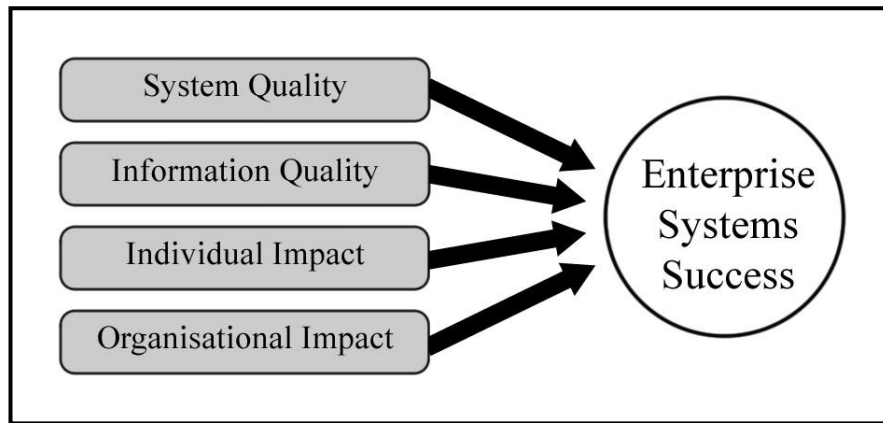 System Quality
Information Quality
Individual Impact
Organisational Impact
Enterprise
Systems
Success